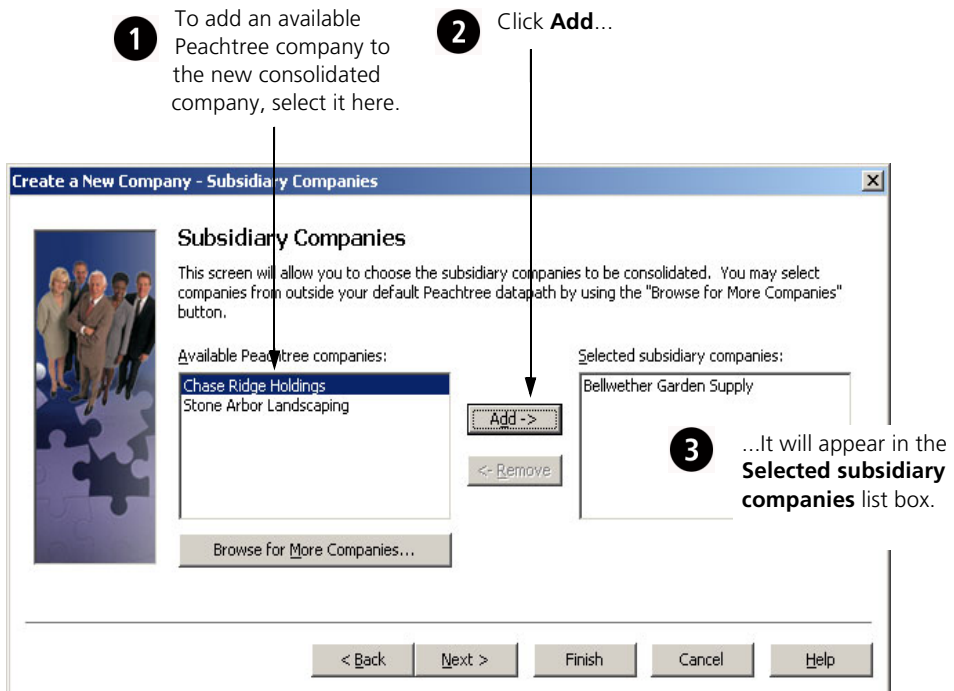 1
To add an available
Peachtree company to
the new consolidated
company, select it here.
2
Click Add...
Create a New Company - Subsidiary Companies
Subsidiary Companies
This screen will allow you to choose the subsidiary companies to be consolidated. You may select
companies from outside your default Peachtree datapath by using the "Browse for More Companies"
button.
Available Peachtree companies:
Chase Ridge Holdings
Stone Arbor Landscaping
Add ->
<- Remove
Selected subsidiary companies:
Bellwether Garden Supply
3
...It will appear in the
Selected subsidiary
companies list box.
Browse for More Companies...
< Back
Next >
Finish
Cancel
Help